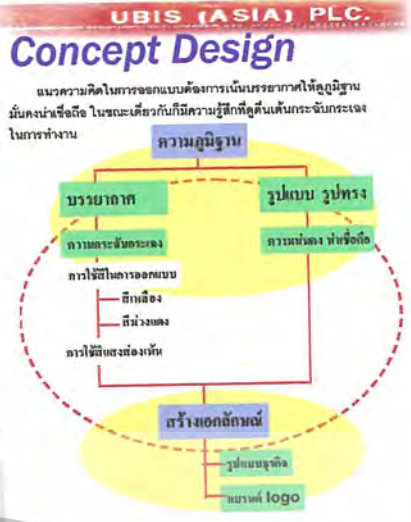 UBIS (ASIA) PLC.
Concept Design
แนวความคิดในการออกแบบต้องการเน้นบรรยากาศให้ดูภูมิฐาน
มั่นคงน่าเชื่อถือ ในขณะเดียวกันก็มีความรู้สึกที่ดูตื่นเต้นกระฉับกระเฉง
ในการทำงาน
ความภูมิฐาน
บรรยากาศ
รูปแบบ รูปทรง
ความกระฉับกระเฉง
ความมั่นคง น่าเชื่อถือ
การใช้สีในการออกแบบ
สีเหลือง
สีม่วงแดง
การใช้สีแสงส่องเห็น
สร้างเอกลักษณ์
รูปแบบธุรกิจ
แบรนด์ logo